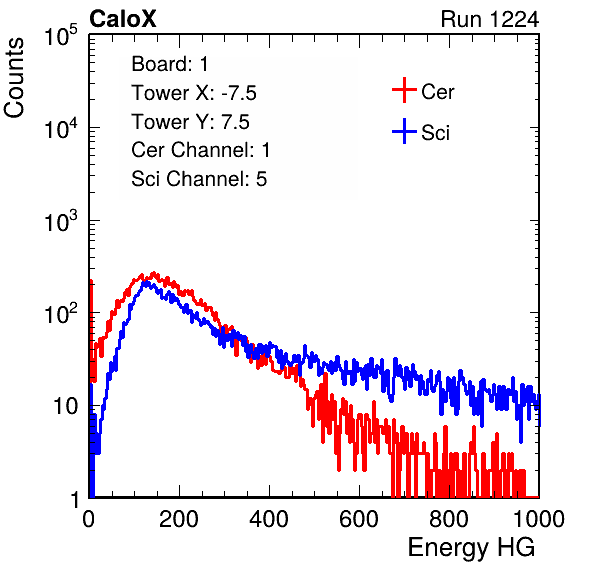 CaloX Run 1224
Counts
10^5
10^4
10^3
10^2
10
1
Board: 1
Tower X: -7.5
Tower Y: 7.5
Cer Channel: 1
Sci Channel: 5
Cer
Sci
0 200 400 600 800 1000
Energy HG